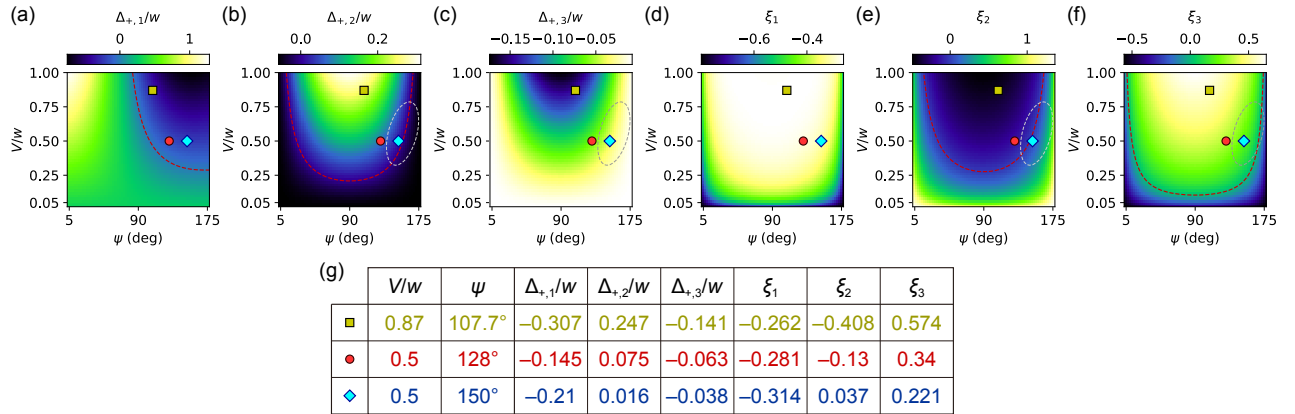 (a) Δ₊,₁/w (b) Δ₊,₂/w (c) Δ₊,₃/w (d) ξ₁ (e) ξ₂ (f) ξ₃
0 1 0.0 0.2 −0.15 −0.10 −0.05 −0.6 −0.4 0 1 −0.5 0.0 0.5
V/w 1.00 0.75 0.50 0.25 0.05
5 90 175
ψ (deg)
V/w 1.00 0.75 0.50 0.25 0.05
5 90 175
ψ (deg)
V/w 1.00 0.75 0.50 0.25 0.05
5 90 175
ψ (deg)
V/w 1.00 0.75 0.50 0.25 0.05
5 90 175
ψ (deg)
V/w 1.00 0.75 0.50 0.25 0.05
5 90 175
ψ (deg)
V/w 1.00 0.75 0.50 0.25 0.05
5 90 175
ψ (deg)
(g)
V/w ψ Δ₊,₁/w Δ₊,₂/w Δ₊,₃/w ξ₁ ξ₂ ξ₃
0.87 107.7° −0.307 0.247 −0.141 −0.262 −0.408 0.574
0.5 128° −0.145 0.075 −0.063 −0.281 −0.13 0.34
0.5 150° −0.21 0.016 −0.038 −0.314 0.037 0.221